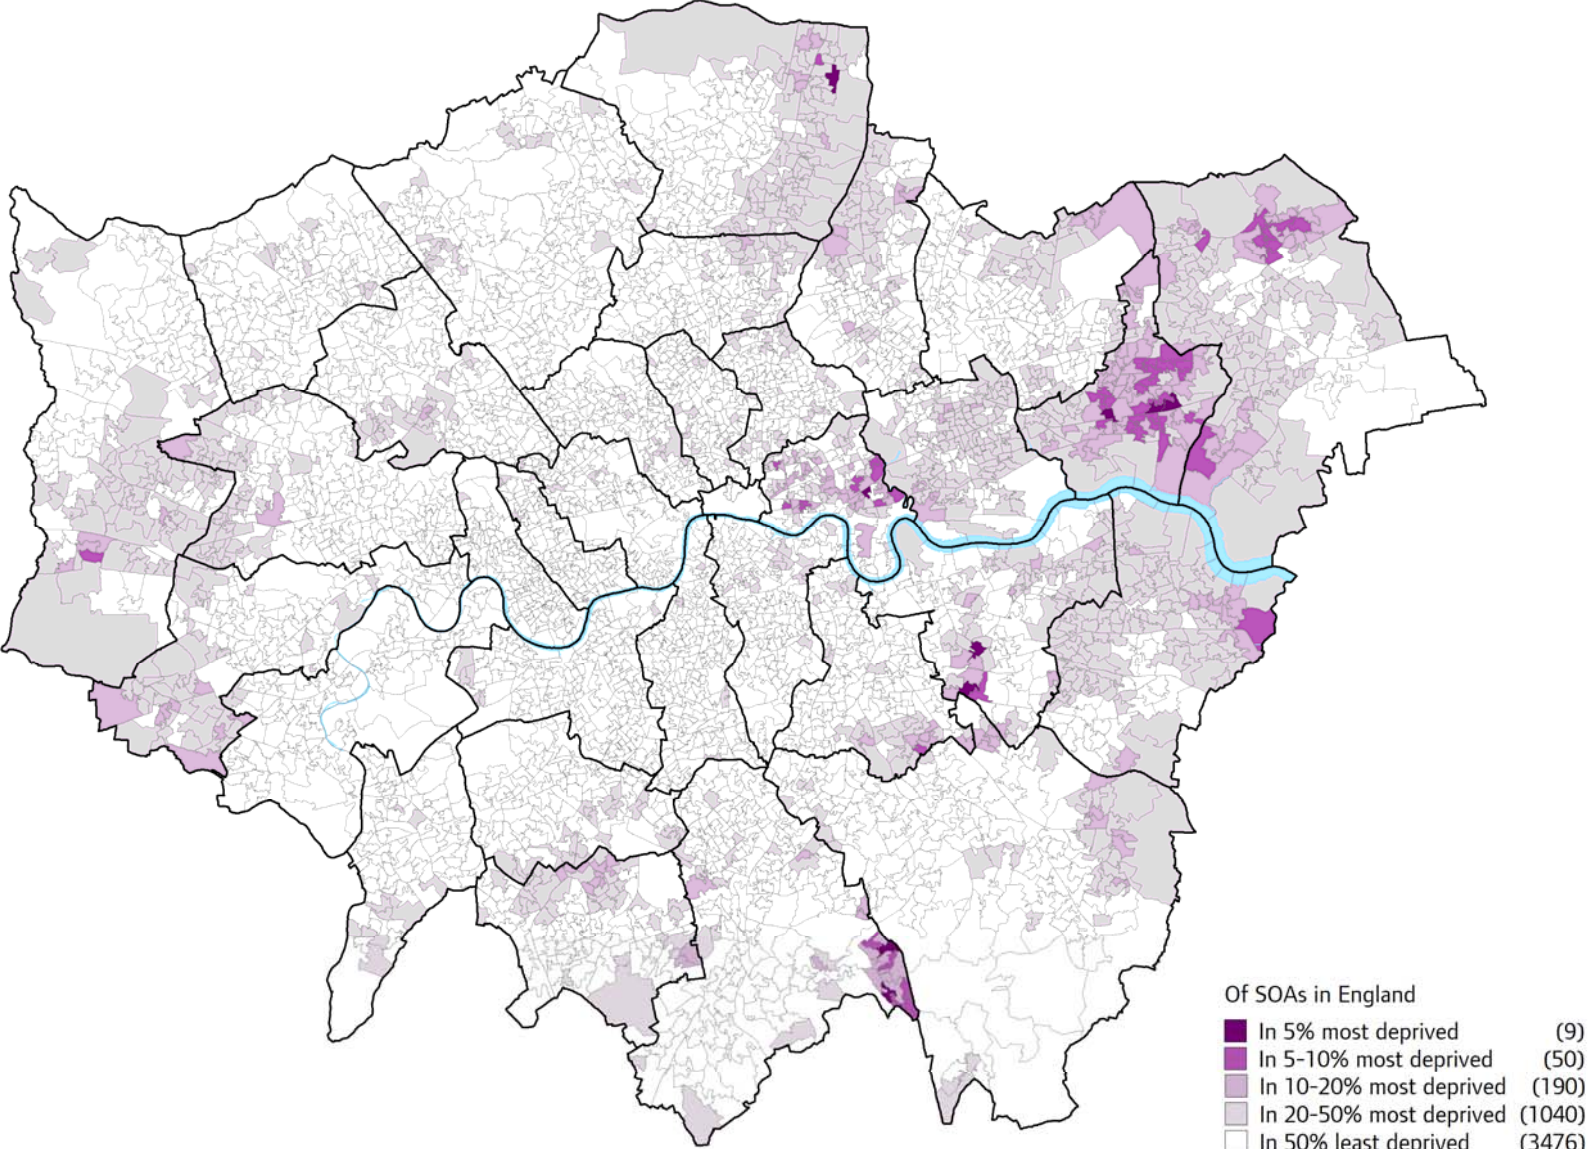 Of SOAs in England
In 5% most deprived (9)
In 5-10% most deprived (50)
In 10-20% most deprived (190)
In 20-50% most deprived (1040)
In 50% least deprived (3476)